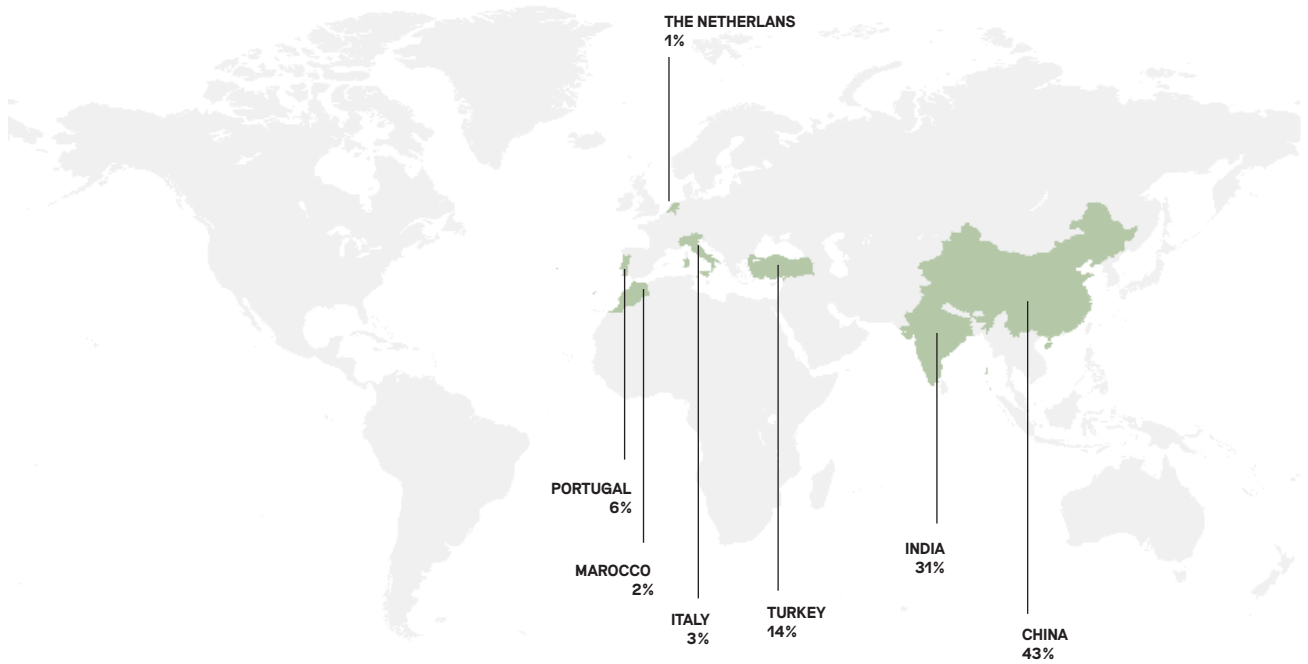 THE NETHERLANS
1%
PORTUGAL
6%
MAROCCO
2%
ITALY
3%
TURKEY
14%
INDIA
31%
CHINA
43%